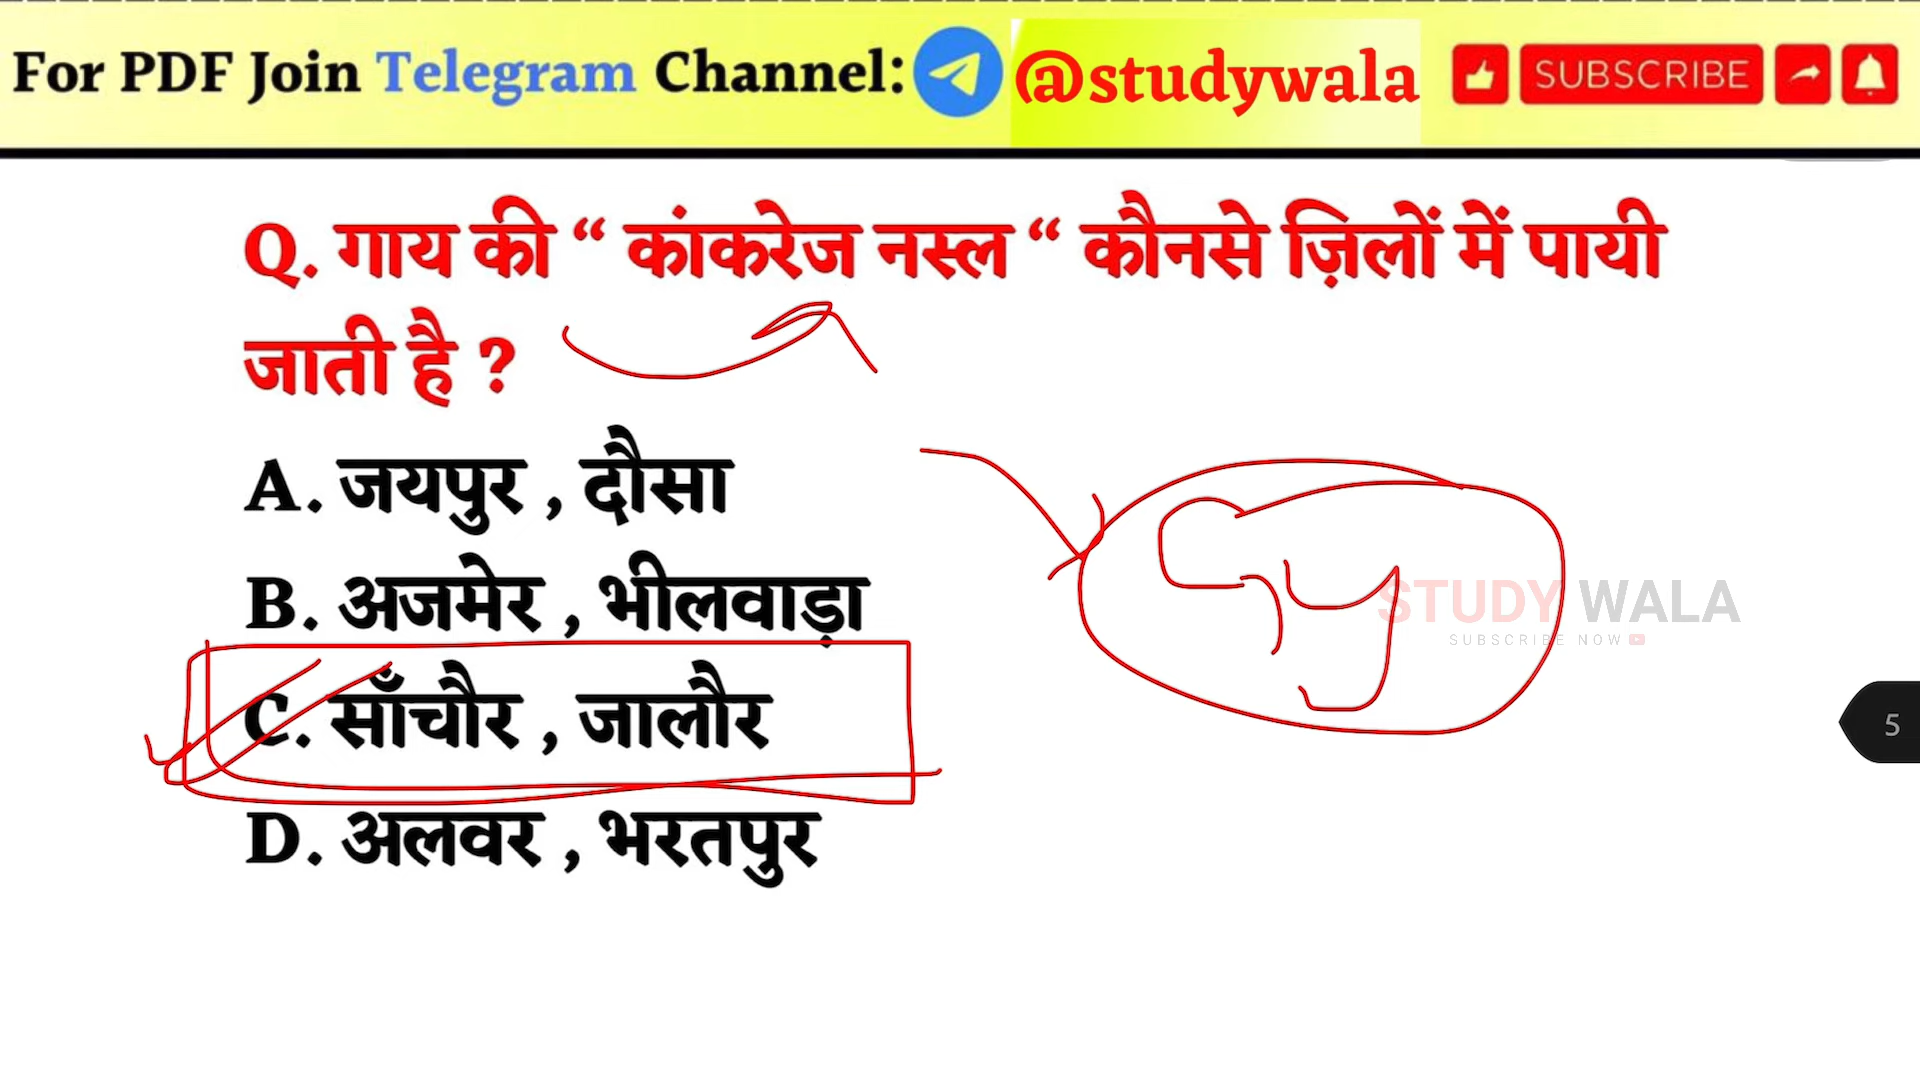 For PDF Join Telegram Channel: @studywala SUBSCRIBE
Q. गाय की “ कांकरेज नस्ल “ कौनसे ज़िलों में पायी
जाती है ?
A. जयपुर , दौसा
B. अजमेर , भीलवाड़ा
C. साँचौर , जालौर
D. अलवर , भरतपुर
STUDY WALA
SUBSCRIBE NOW
5